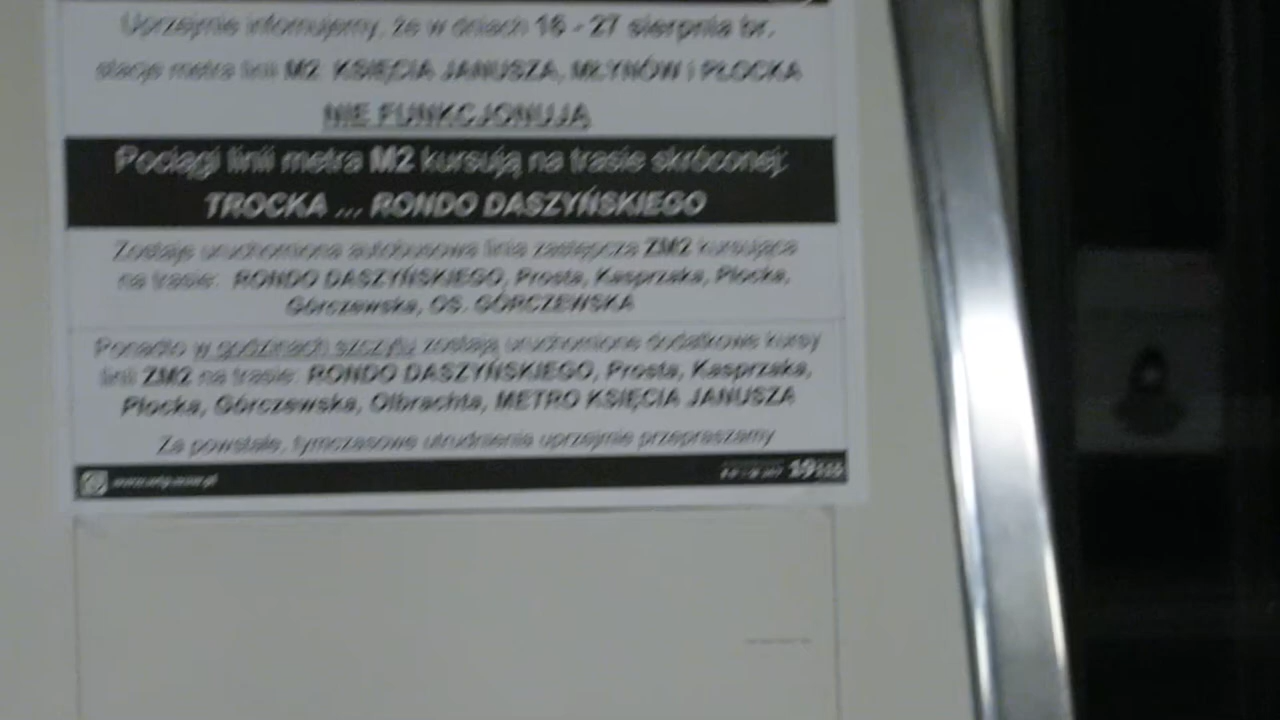 Uprzejmie informujemy, że w dniach 16 - 27 sierpnia br.
stacje metra linii M2 KSIĘCIA JANUSZA, MŁYNÓW i PŁOCKA
NIE FUNKCJONUJĄ
Pociągi linii metra M2 kursują na trasie skróconej:
TROCKA ... RONDO DASZYŃSKIEGO
Zostaje uruchomiona autobusowa linia zastępcza ZM2 kursująca
na trasie: RONDO DASZYŃSKIEGO, Prosta, Kasprzaka, Płocka,
Górczewska, OS. GÓRCZEWSKA
Ponadto w godzinach szczytu zostają uruchomione dodatkowe kursy
linii ZM2 na trasie: RONDO DASZYŃSKIEGO, Prosta, Kasprzaka,
Płocka, Górczewska, Olbrachta, METRO KSIĘCIA JANUSZA
Za powstałe, tymczasowe utrudnienia uprzejmie przepraszamy
19115